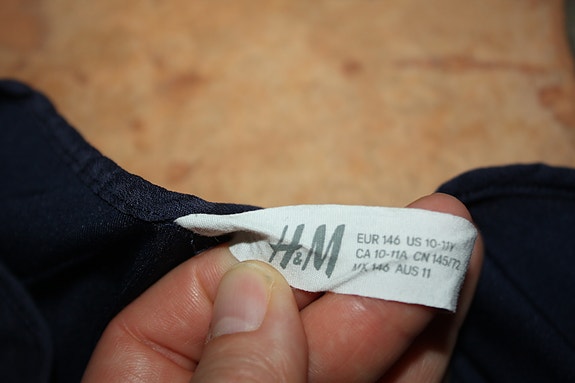 H&M
EUR 146 US 10-11Y
CA 10-11A CN 145/72
MX 146 AUS 11